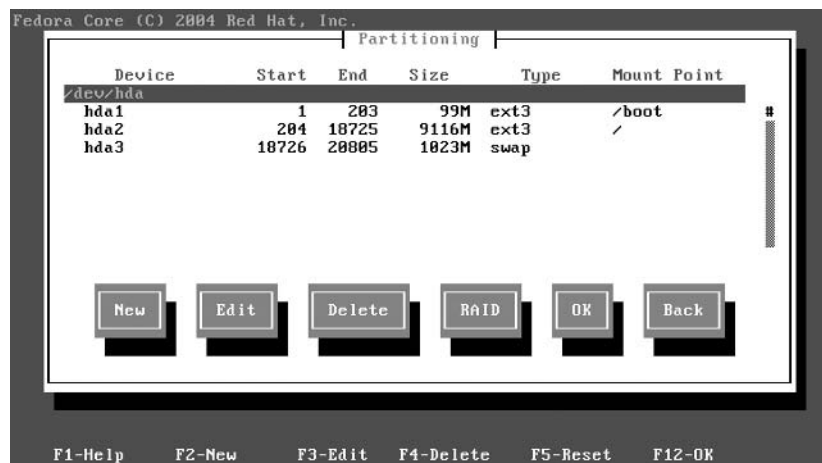 Fedora Core (C) 2004 Red Hat, Inc.
Partitioning
Device Start End Size Type Mount Point
/dev/hda
hda1 1 203 99M ext3 /boot #
hda2 204 18725 9116M ext3 /
hda3 18726 20805 1023M swap
New Edit Delete RAID OK Back
F1-Help F2-New F3-Edit F4-Delete F5-Reset F12-OK